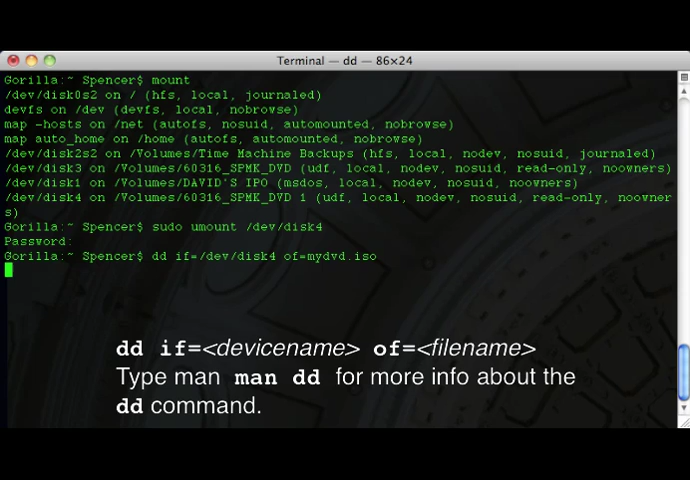 Terminal — dd — 86×24
Gorilla:~ Spencer$ mount
/dev/disk0s2 on / (hfs, local, journaled)
devfs on /dev (devfs, local, nobrowse)
map -hosts on /net (autofs, nosuid, automounted, nobrowse)
map auto_home on /home (autofs, automounted, nobrowse)
/dev/disk2s2 on /Volumes/Time Machine Backups (hfs, local, nodev, nosuid, journaled)
/dev/disk3 on /Volumes/60316_SPMK_DVD (udf, local, nodev, nosuid, read-only, noowners)
/dev/disk1 on /Volumes/DAVID'S IPO (msdos, local, nodev, nosuid, noowners)
/dev/disk4 on /Volumes/60316_SPMK_DVD 1 (udf, local, nodev, nosuid, read-only, noowner
s)
Gorilla:~ Spencer$ sudo umount /dev/disk4
Password:
Gorilla:~ Spencer$ dd if=/dev/disk4 of=mydvd.iso
dd if=<devicename> of=<filename>
Type man man dd for more info about the
dd command.